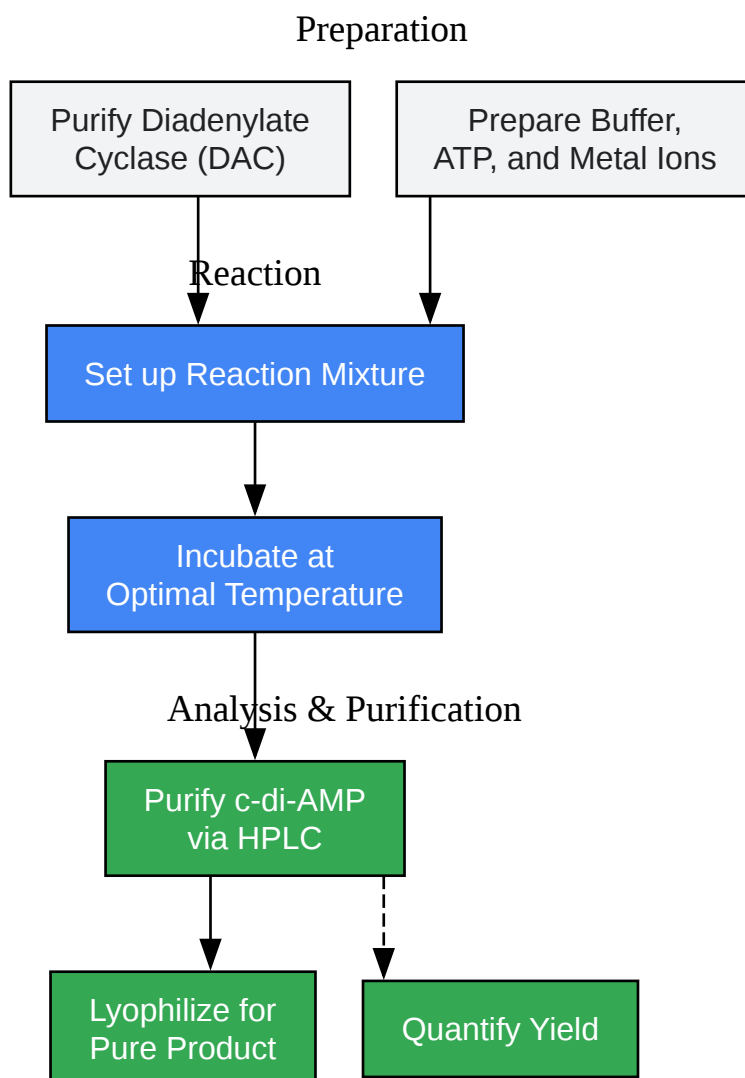 Preparation
Purify Diadenylate
Cyclase (DAC)
Prepare Buffer,
ATP, and Metal Ions
Reaction
Set up Reaction Mixture
Incubate at
Optimal Temperature
Analysis & Purification
Purify c-di-AMP
via HPLC
Lyophilize for
Pure Product
Quantify Yield